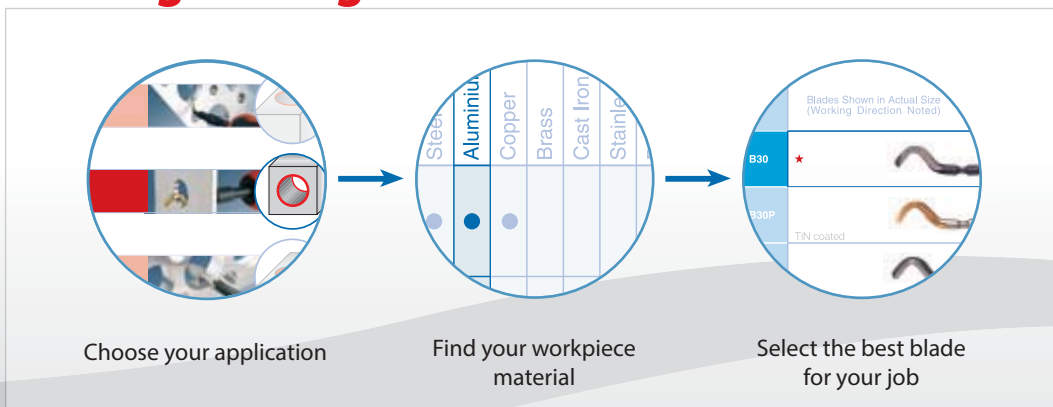 Steel
Aluminium
Copper
Brass
Cast Iron
Blades Shown in Actual Size
(Working Direction Noted)
B30
B30P
TiN coated
Choose your application
Find your workpiece
material
Select the best blade
for your job